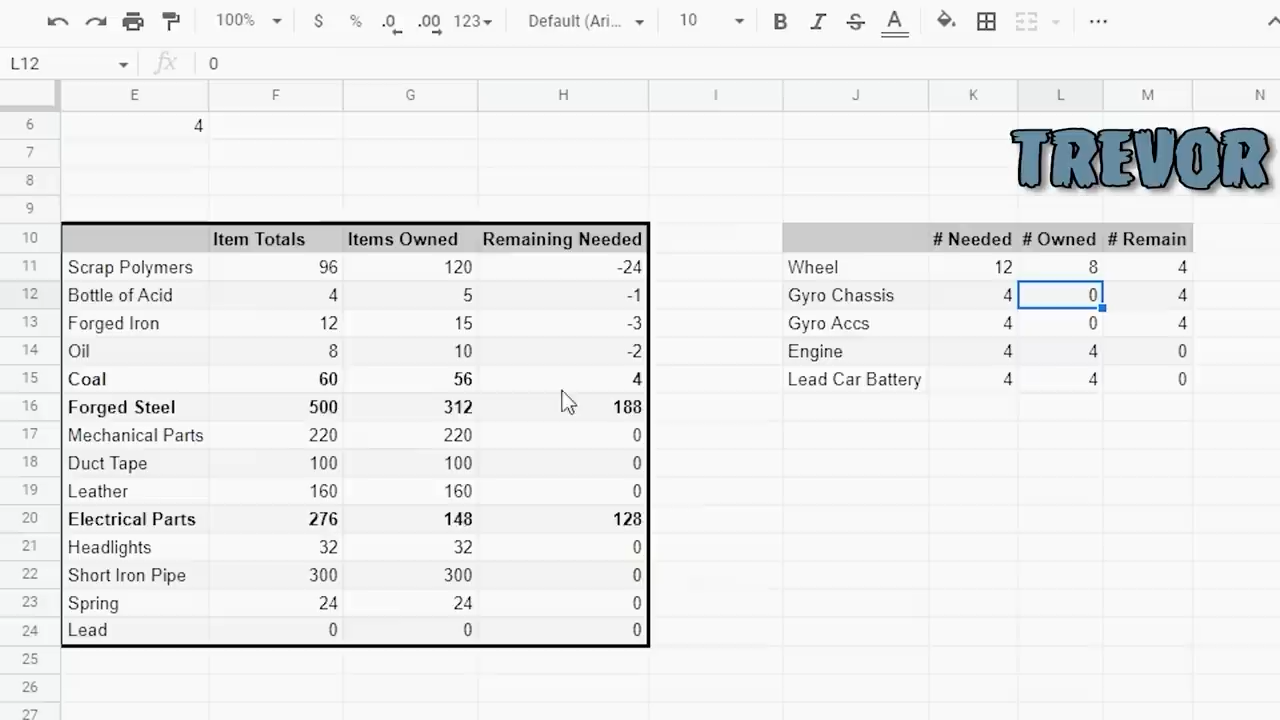 100% $ % .0 .00 123 Default (Ari... 10 B I S A ...
L12 fx 0
E F G H I J K L M N
6 4
TREVOR
7
8
9
10 Item Totals Items Owned Remaining Needed # Needed # Owned # Remain
11 Scrap Polymers 96 120 -24 Wheel 12 8 4
12 Bottle of Acid 4 5 -1 Gyro Chassis 4 0 4
13 Forged Iron 12 15 -3 Gyro Accs 4 0 4
14 Oil 8 10 -2 Engine 4 4 0
15 Coal 60 56 4 Lead Car Battery 4 4 0
16 Forged Steel 500 312 188
17 Mechanical Parts 220 220 0
18 Duct Tape 100 100 0
19 Leather 160 160 0
20 Electrical Parts 276 148 128
21 Headlights 32 32 0
22 Short Iron Pipe 300 300 0
23 Spring 24 24 0
24 Lead 0 0 0
25
26
27